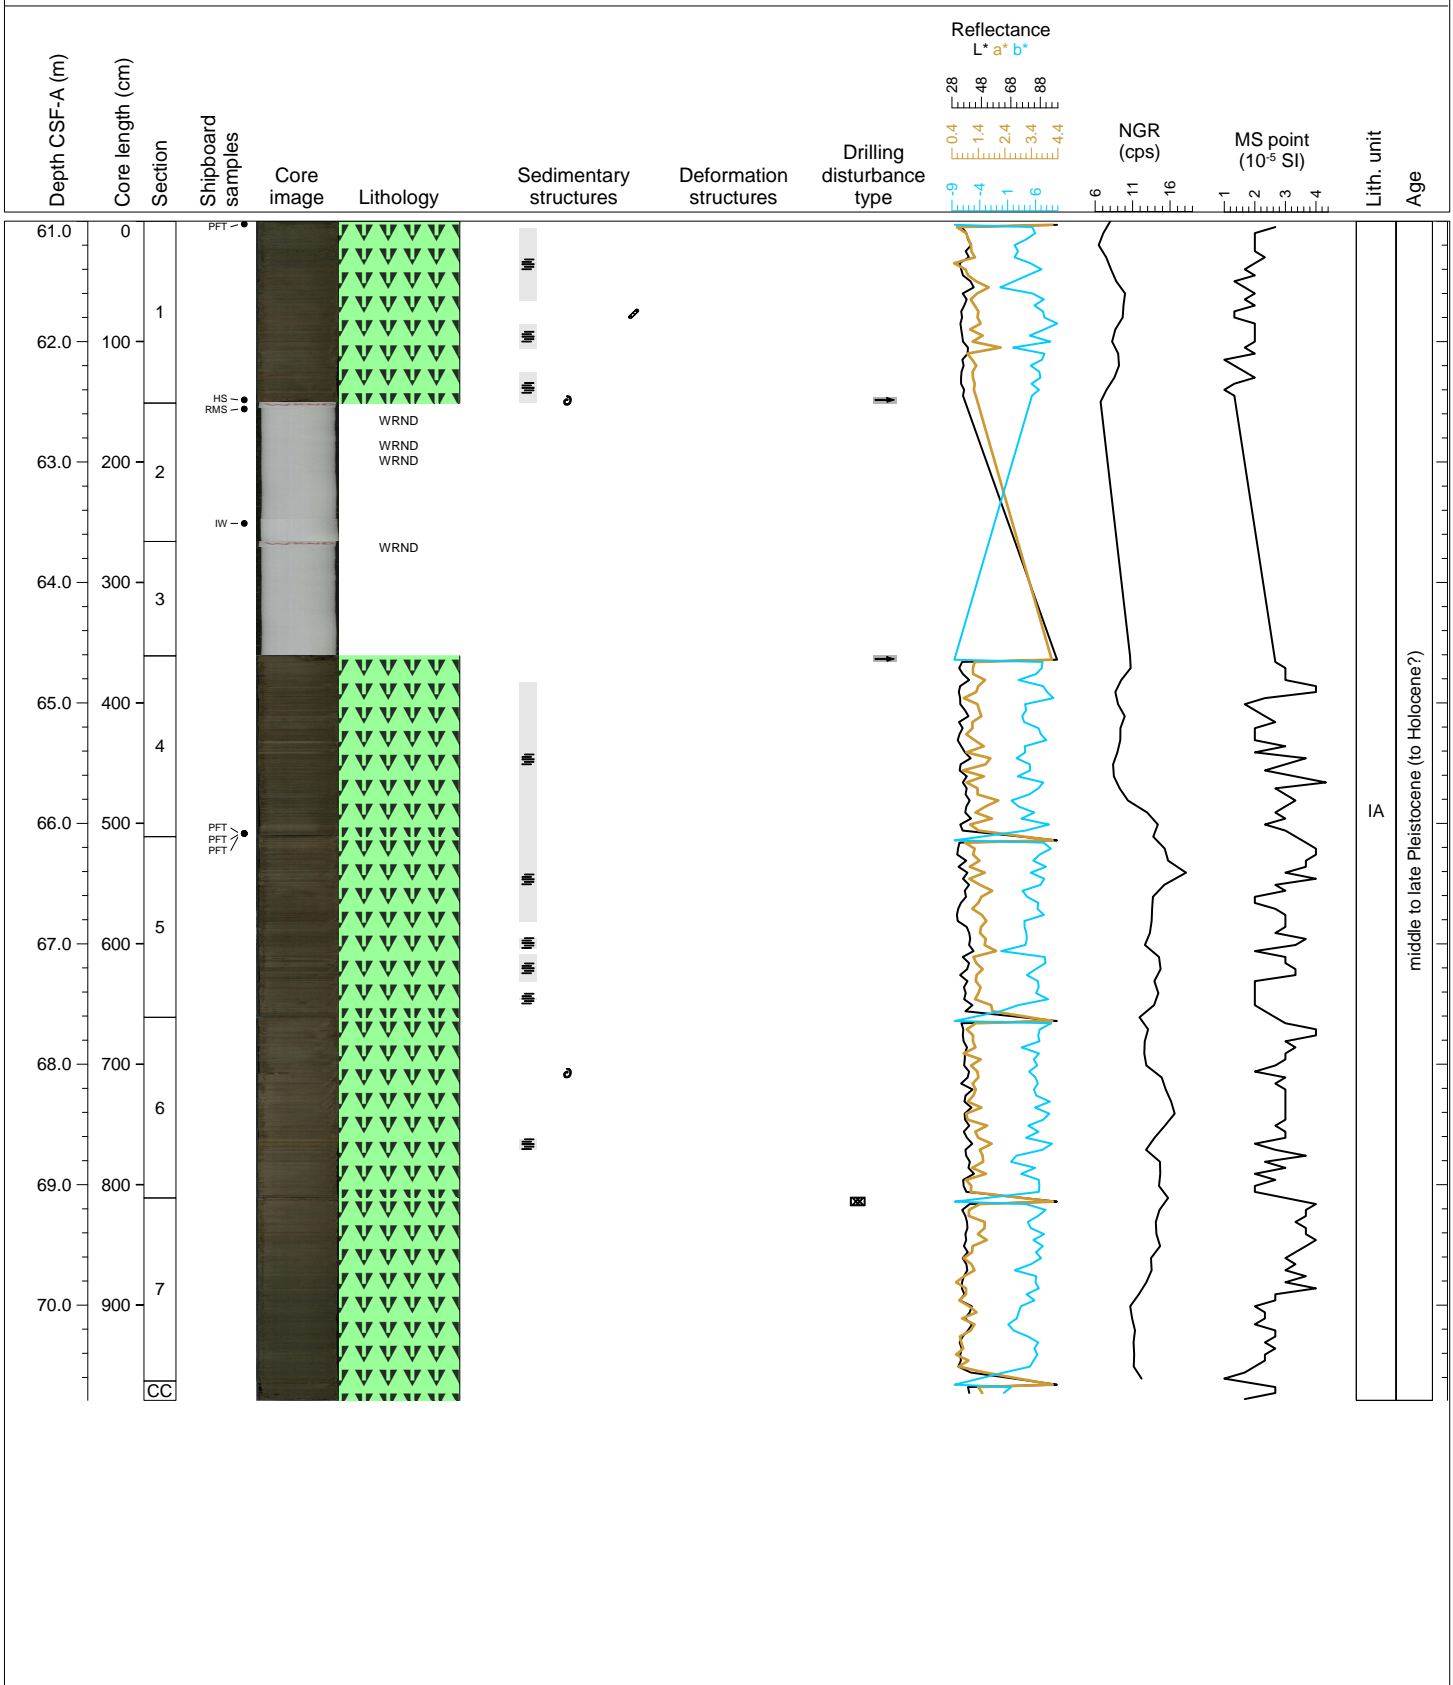 Reflectance
L* a* b*
28 48 68 88
0.4 1.4 2.4 3.4 4.4
-9 -4 1 6
Depth CSF-A (m)
Core length (cm)
Section
Shipboard
samples
Core
image
Lithology
Sedimentary
structures
Deformation
structures
Drilling
disturbance
type
NGR
(cps)
6 11 16
MS point
(10-5 SI)
1 2 3 4
Lith. unit
Age
61.0 0 PFT
1
62.0 100
HS
RMS
WRND
WRND
WRND
63.0 200 2
IW
WRND
64.0 300
3
65.0 400
4
66.0 500
PFT
PFT
PFT
IA
middle to late Pleistocene (to Holocene?)
5
67.0 600
68.0 700
6
69.0 800
7
70.0 900
CC